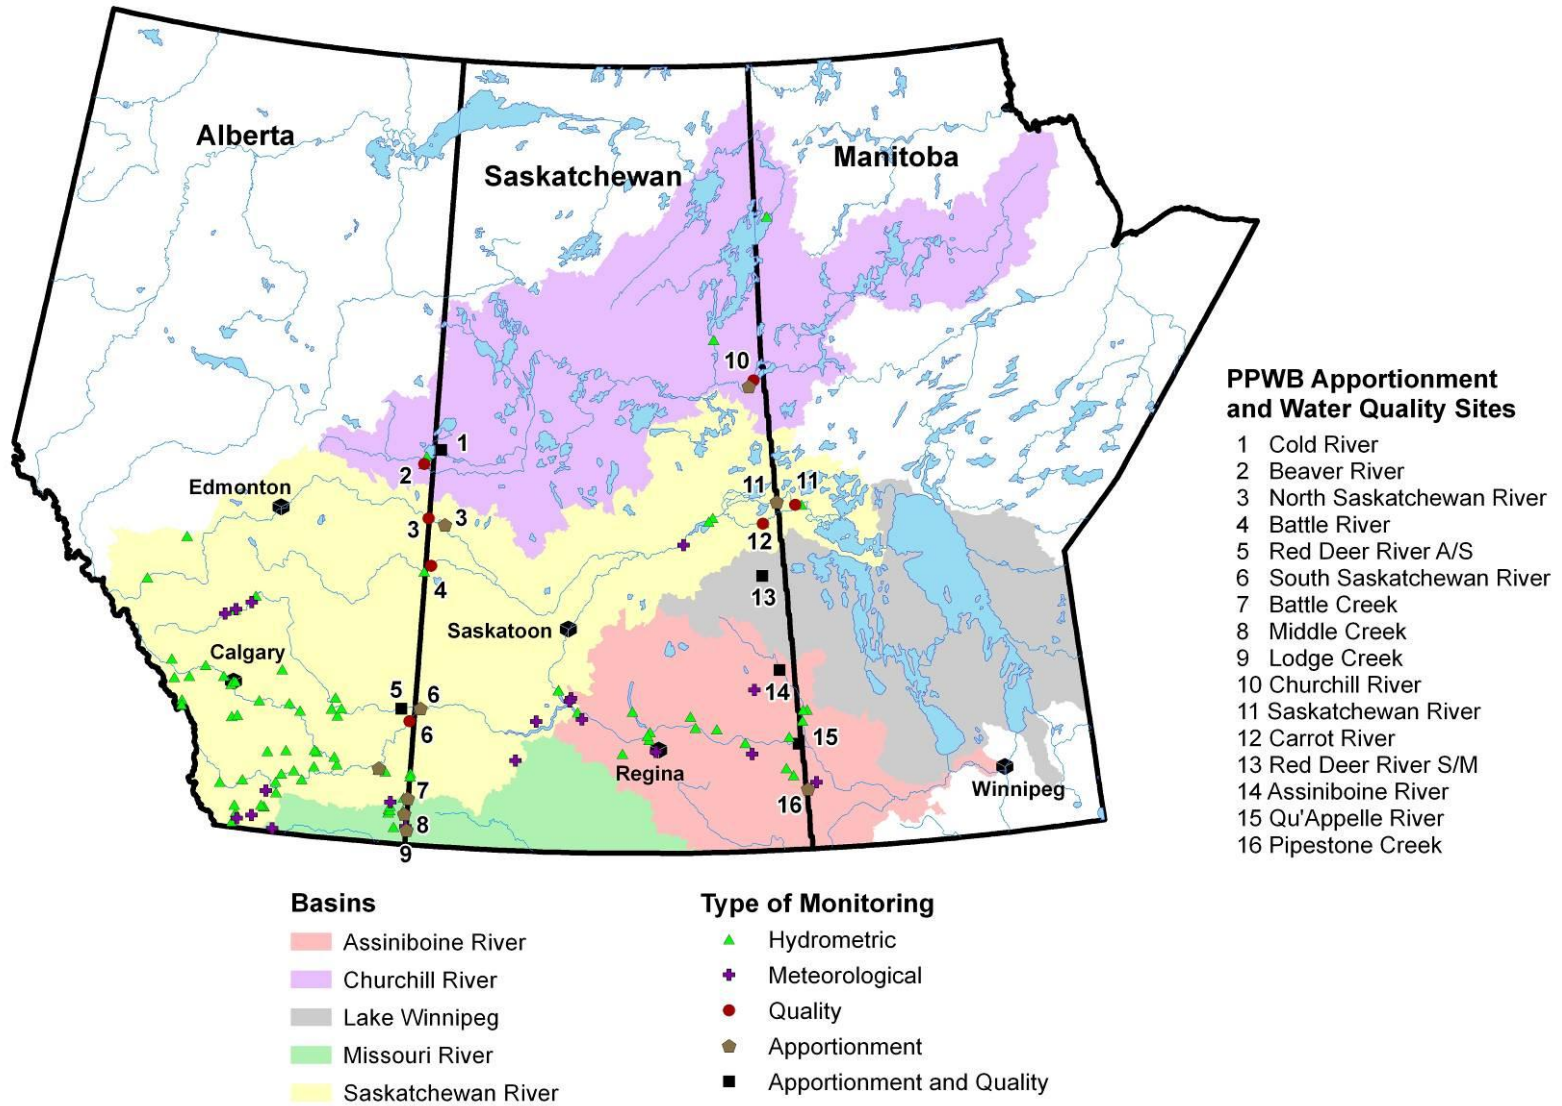 Alberta
Saskatchewan
Manitoba
10
1
2
Edmonton
11
11
3
3
12
4
13
Saskatoon
Calgary
14
5
6
6
15
Regina
Winnipeg
7
16
8
9
PPWB Apportionment
and Water Quality Sites
1 Cold River
2 Beaver River
3 North Saskatchewan River
4 Battle River
5 Red Deer River A/S
6 South Saskatchewan River
7 Battle Creek
8 Middle Creek
9 Lodge Creek
10 Churchill River
11 Saskatchewan River
12 Carrot River
13 Red Deer River S/M
14 Assiniboine River
15 Qu'Appelle River
16 Pipestone Creek
Basins
Assiniboine River
Churchill River
Lake Winnipeg
Missouri River
Saskatchewan River
Type of Monitoring
Hydrometric
Meteorological
Quality
Apportionment
Apportionment and Quality